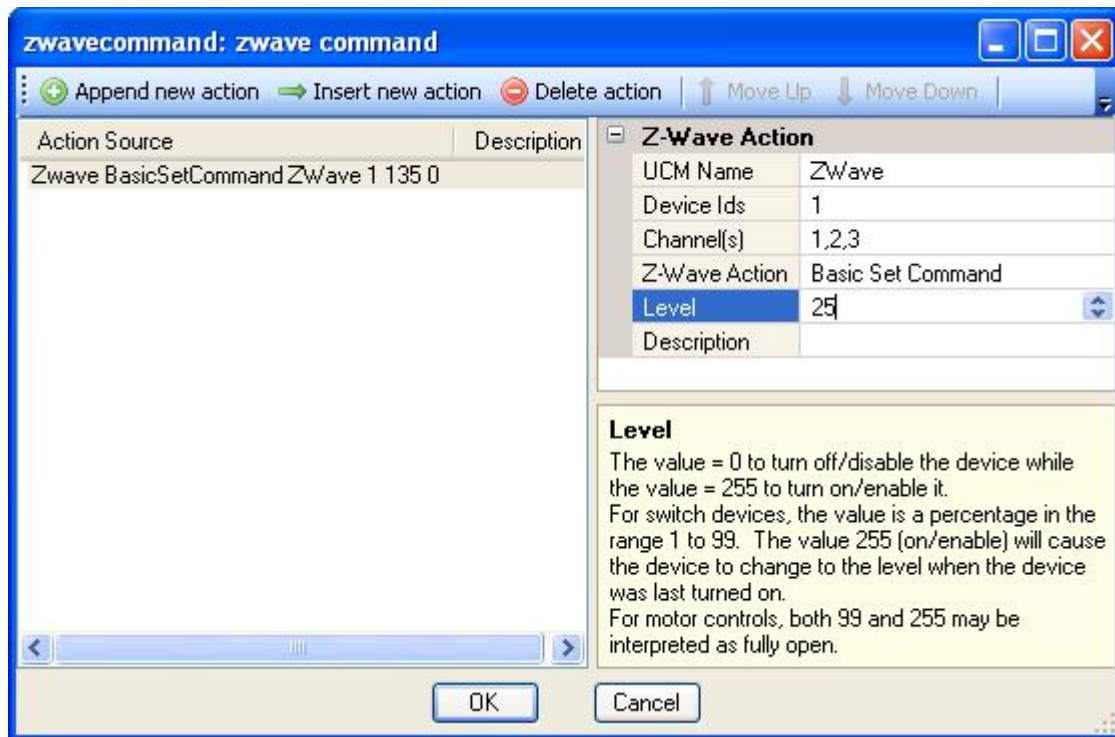 zwavecommand: zwave command
Append new action Insert new action Delete action Move Up Move Down
Action Source Description
Zwave BasicSetCommand ZWave 1 135 0
Z-Wave Action
UCM Name ZWave
Device Ids 1
Channel(s) 1,2,3
Z-Wave Action Basic Set Command
Level 25
Description
Level
The value = 0 to turn off/disable the device while
the value = 255 to turn on/enable it.
For switch devices, the value is a percentage in the
range 1 to 99. The value 255 (on/enable) will cause
the device to change to the level when the device
was last turned on.
For motor controls, both 99 and 255 may be
interpreted as fully open.
OK Cancel